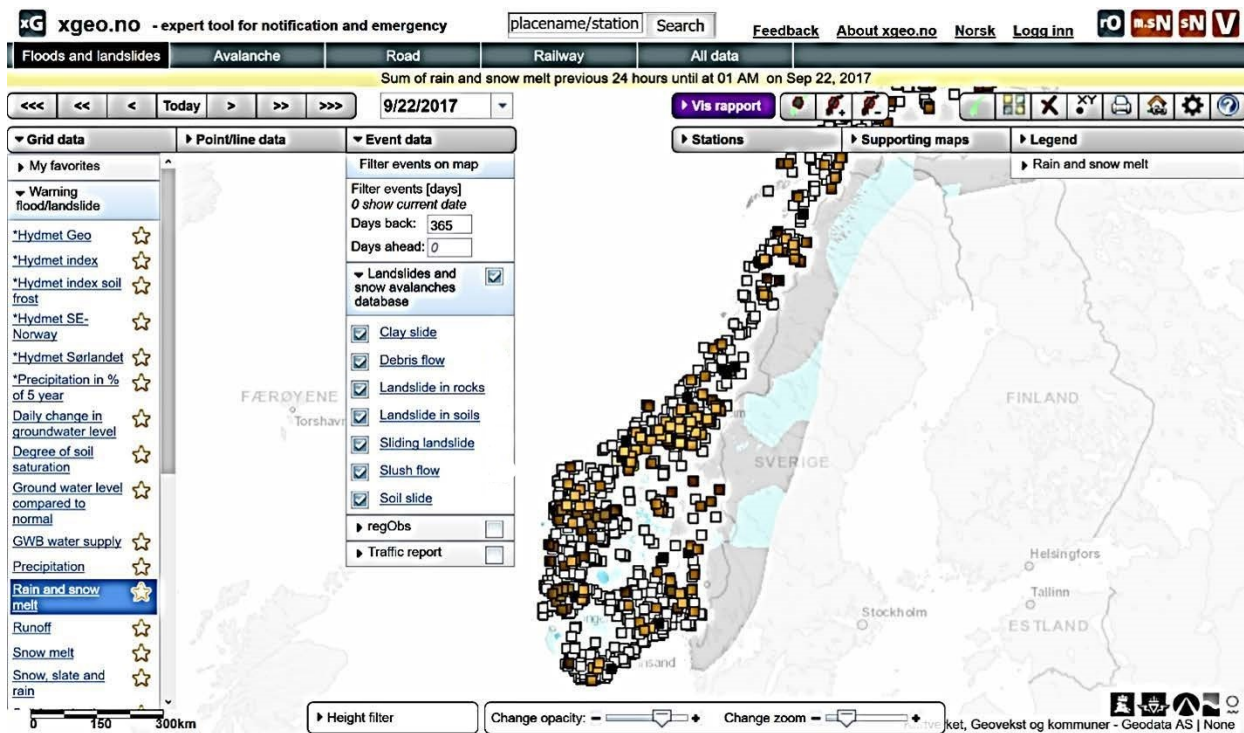 xG xgeo.no - expert tool for notification and emergency
placename/station
Search
Feedback
About xgeo.no
Norsk
Logg inn
rO
m.sN
sN
V
Floods and landslides
Avalanche
Road
Railway
All data
Sum of rain and snow melt previous 24 hours until at 01 AM on Sep 22, 2017
<<<
<<
<
Today
>
>>
>>>
9/22/2017
Vis rapport
XY
Grid data
Point/line data
Event data
Stations
Supporting maps
Legend
Rain and snow melt
My favorites
Warning
flood/landslide
*Hydmet Geo
*Hydmet index
*Hydmet index soil
frost
*Hydmet SE-
Norway
*Hydmet Sørlandet
*Precipitation in %
of 5 year
Daily change in
groundwater level
Degree of soil
saturation
Ground water level
compared to
normal
GWB water supply
Precipitation
Rain and snow
melt
Runoff
Snow melt
Snow, slate and
rain
Filter events on map
Filter events [days]
0 show current date
Days back: 365
Days ahead: 0
Landslides and
snow avalanches
database
Clay slide
Debris flow
Landslide in rocks
Landslide in soils
Sliding landslide
Slush flow
Soil slide
regObs
Traffic report
FÆRØYENE
Torshavn
SVERIGE
FINLAND
Helsingfors
Tallinn
Stockholm
ESTLAND
0 150 300km
Height filter
Change opacity: - +
Change zoom - +
ket, Geovekst og kommuner - Geodata AS | None